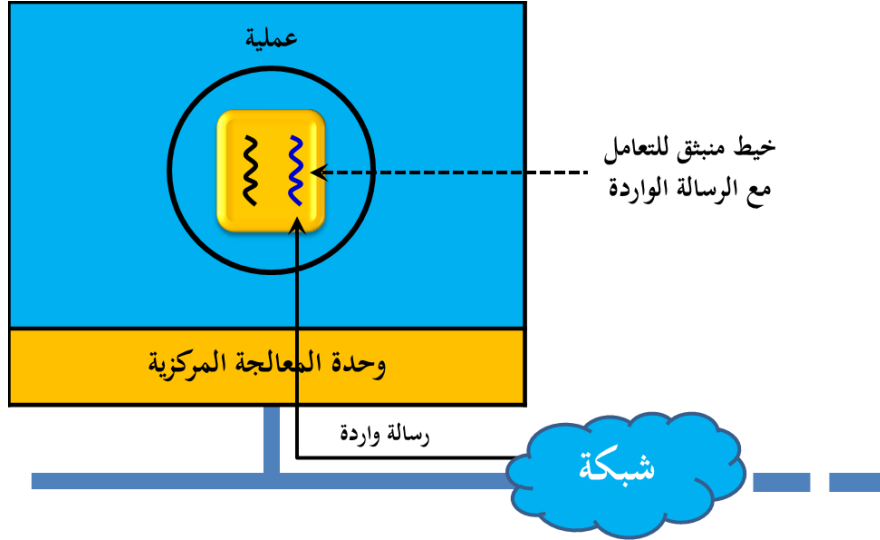 عملية
خيط منبثق للتعامل
مع الرسالة الواردة
وحدة المعالجة المركزية
رسالة واردة
شبكة